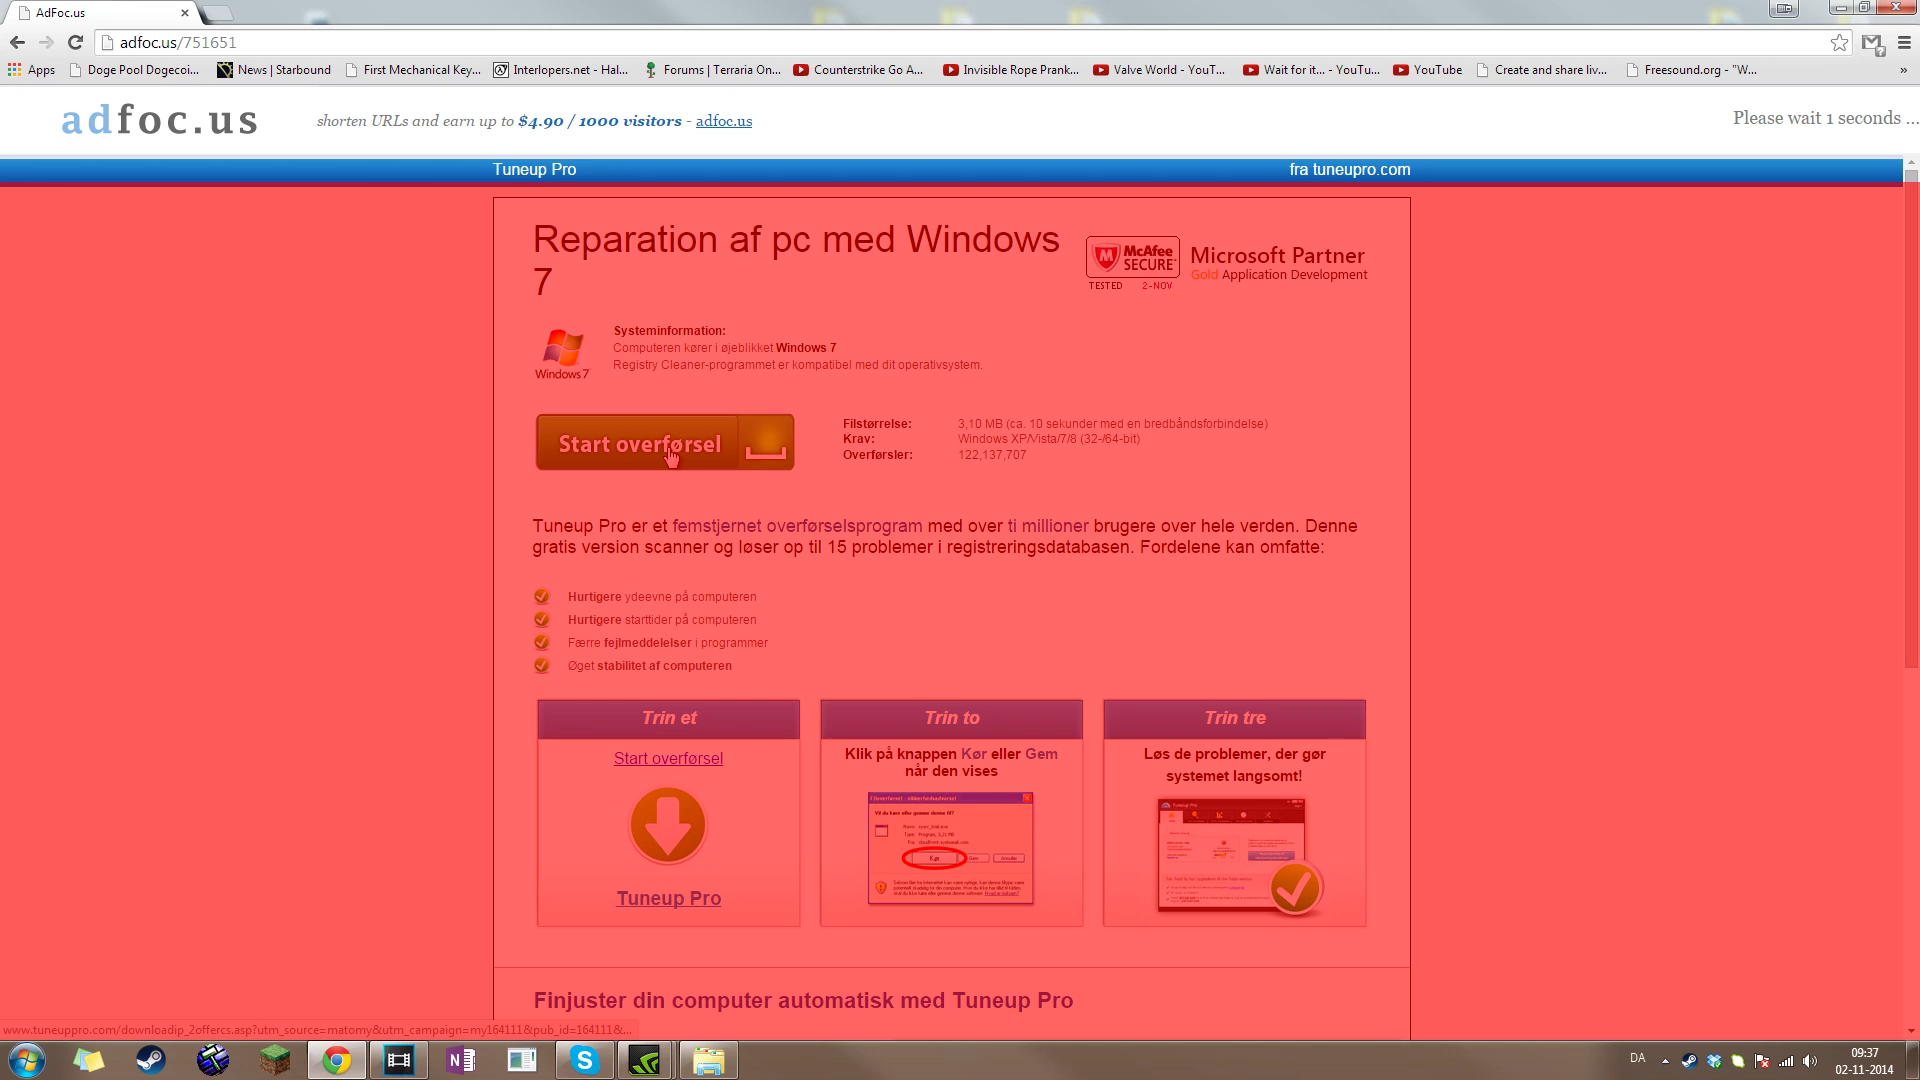 AdFoc.us
adfoc.us/751651
Apps
Doge Pool Dogecoi...
News | Starbound
First Mechanical Key...
Interlopers.net - Hal...
Forums | Terraria On...
Counterstrike Go A...
Invisible Rope Prank...
Valve World - YouT...
Wait for it... - YouTu...
YouTube
Create and share liv...
Freesound.org - "W...
»
adfoc.us
shorten URLs and earn up to $4.90 / 1000 visitors - adfoc.us
Please wait 1 seconds ...
Tuneup Pro
fra tuneupro.com
Reparation af pc med Windows
7
McAfee
SECURE
TESTED 2-NOV
Microsoft Partner
Gold Application Development
Windows 7
Systeminformation:
Computeren kører i øjeblikket Windows 7
Registry Cleaner-programmet er kompatibel med dit operativsystem.
Start overførsel
Filstørrelse: 3,10 MB (ca. 10 sekunder med en bredbåndsforbindelse)
Krav: Windows XP/Vista/7/8 (32-/64-bit)
Overførsler: 122,137,707
Tuneup Pro er et femstjernet overførselsprogram med over ti millioner brugere over hele verden. Denne
gratis version scanner og løser op til 15 problemer i registreringsdatabasen. Fordelene kan omfatte:
Hurtigere ydeevne på computeren
Hurtigere starttider på computeren
Færre fejlmeddelelser i programmer
Øget stabilitet af computeren
Trin et
Start overførsel
Tuneup Pro
Trin to
Klik på knappen Kør eller Gem
når den vises
Kør
Gem
Annuller
Trin tre
Løs de problemer, der gør
systemet langsomt!
Tuneup Pro
Finjuster din computer automatisk med Tuneup Pro
www.tuneuppro.com/downloadip_2offercs.asp?utm_source=matomy&utm_campaign=my164111&pub_id=164111&...
DA
09:37
02-11-2014